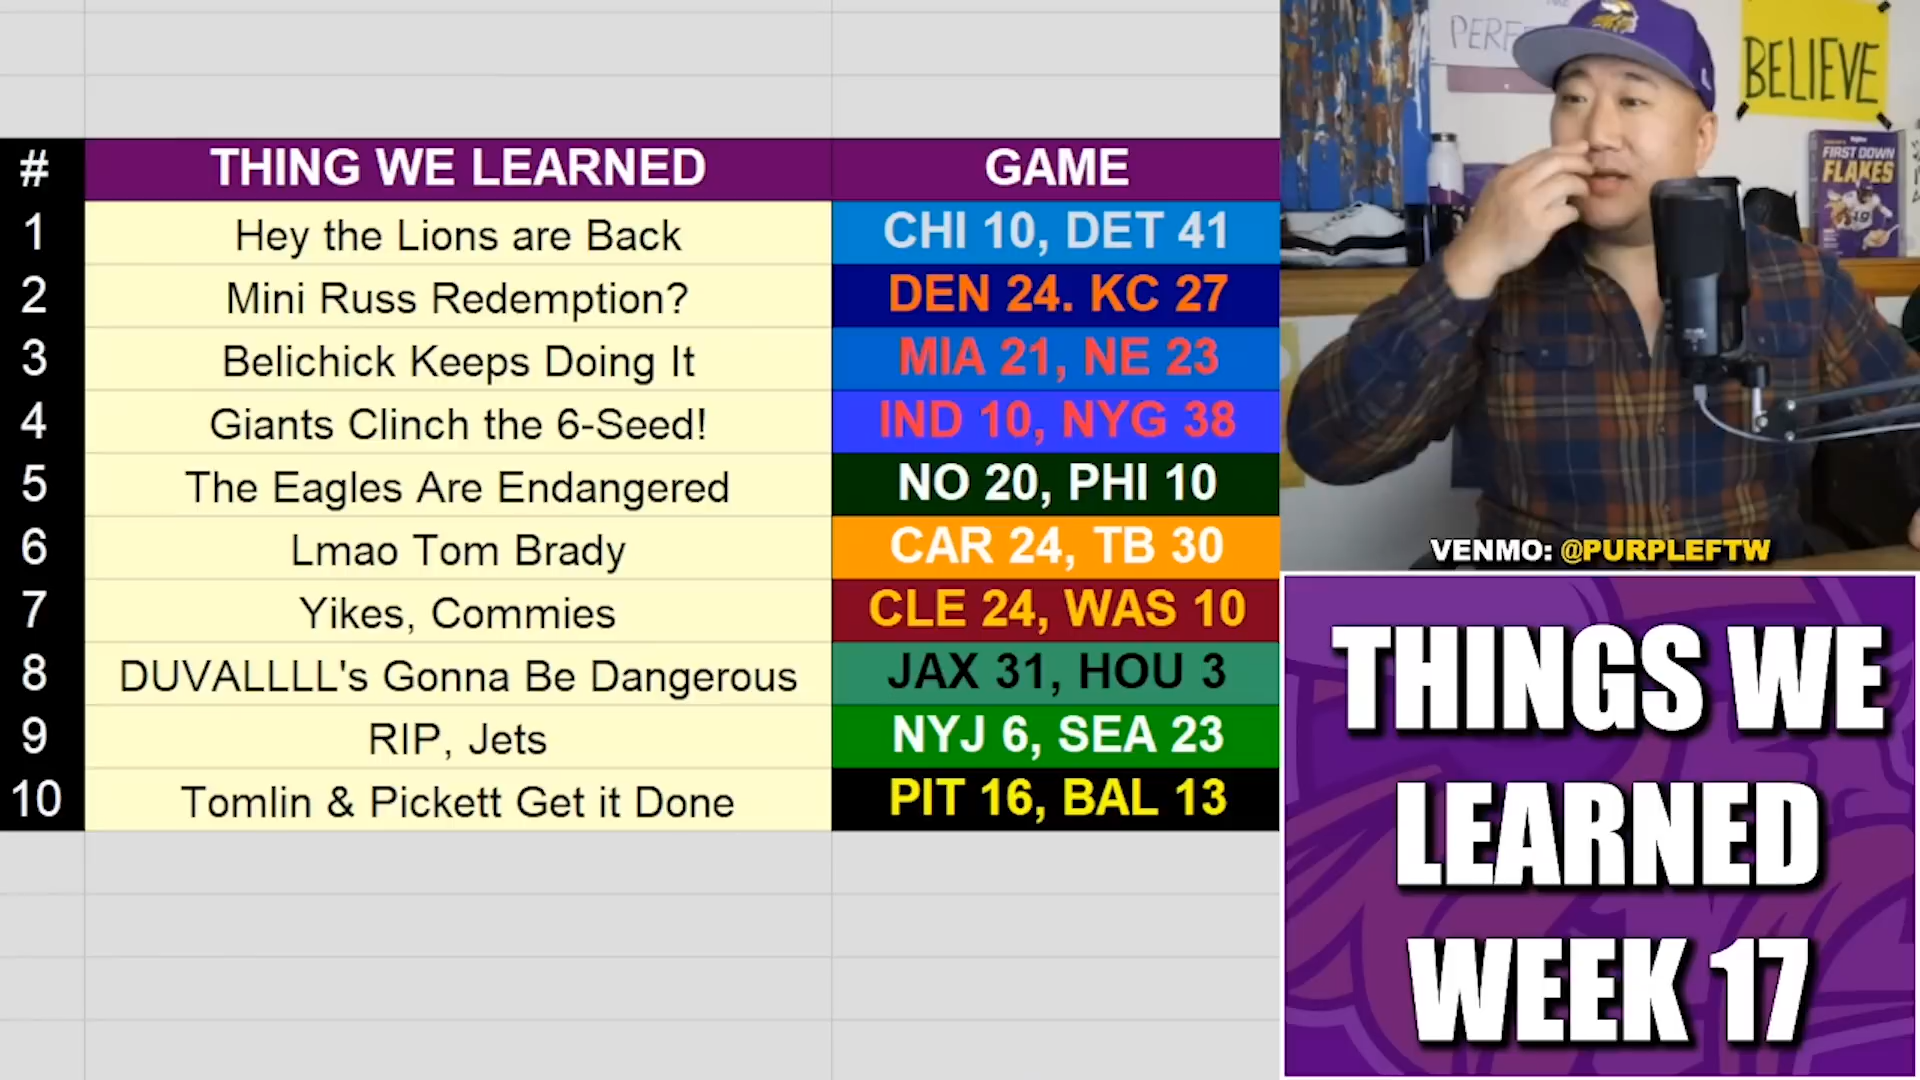 # THING WE LEARNED GAME
1 Hey the Lions are Back CHI 10, DET 41
2 Mini Russ Redemption? DEN 24. KC 27
3 Belichick Keeps Doing It MIA 21, NE 23
4 Giants Clinch the 6-Seed! IND 10, NYG 38
5 The Eagles Are Endangered NO 20, PHI 10
6 Lmao Tom Brady CAR 24, TB 30
7 Yikes, Commies CLE 24, WAS 10
8 DUVALLLL's Gonna Be Dangerous JAX 31, HOU 3
9 RIP, Jets NYJ 6, SEA 23
10 Tomlin & Pickett Get it Done PIT 16, BAL 13
BELIEVE
FIRST DOWN
FLAKES
VENMO: @PURPLEFTW
THINGS WE
LEARNED
WEEK 17